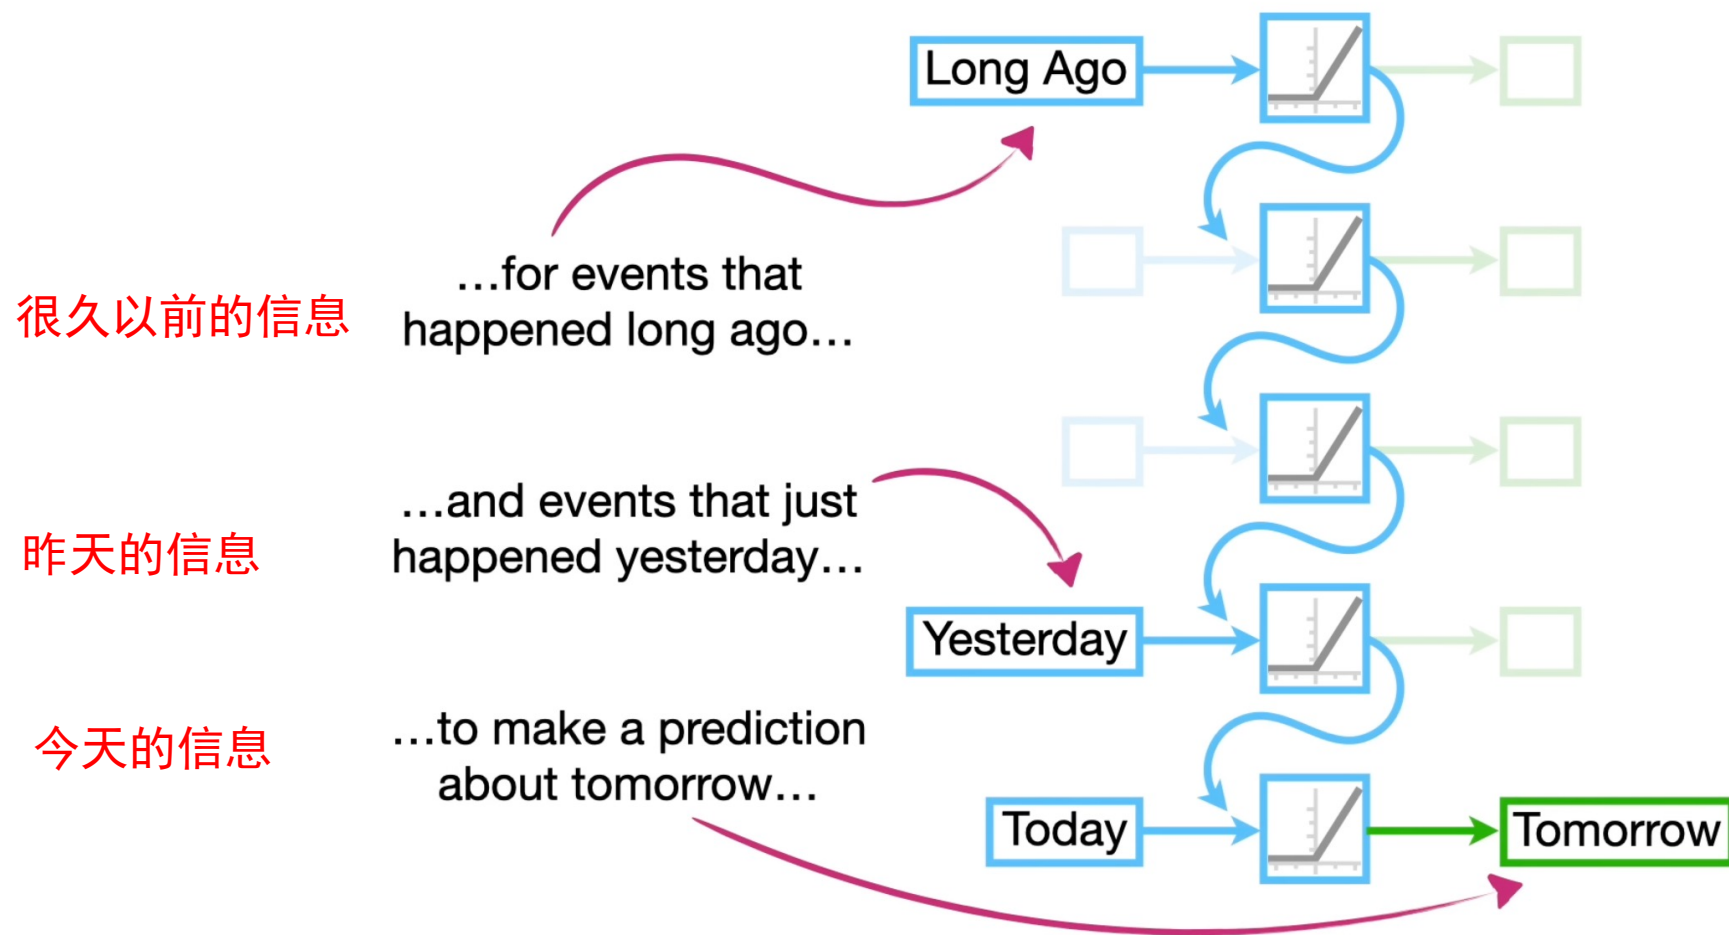 Long Ago
…for events that
happened long ago…
很久以前的信息
…and events that just
happened yesterday…
昨天的信息
Yesterday
…to make a prediction
about tomorrow…
今天的信息
Today
Tomorrow